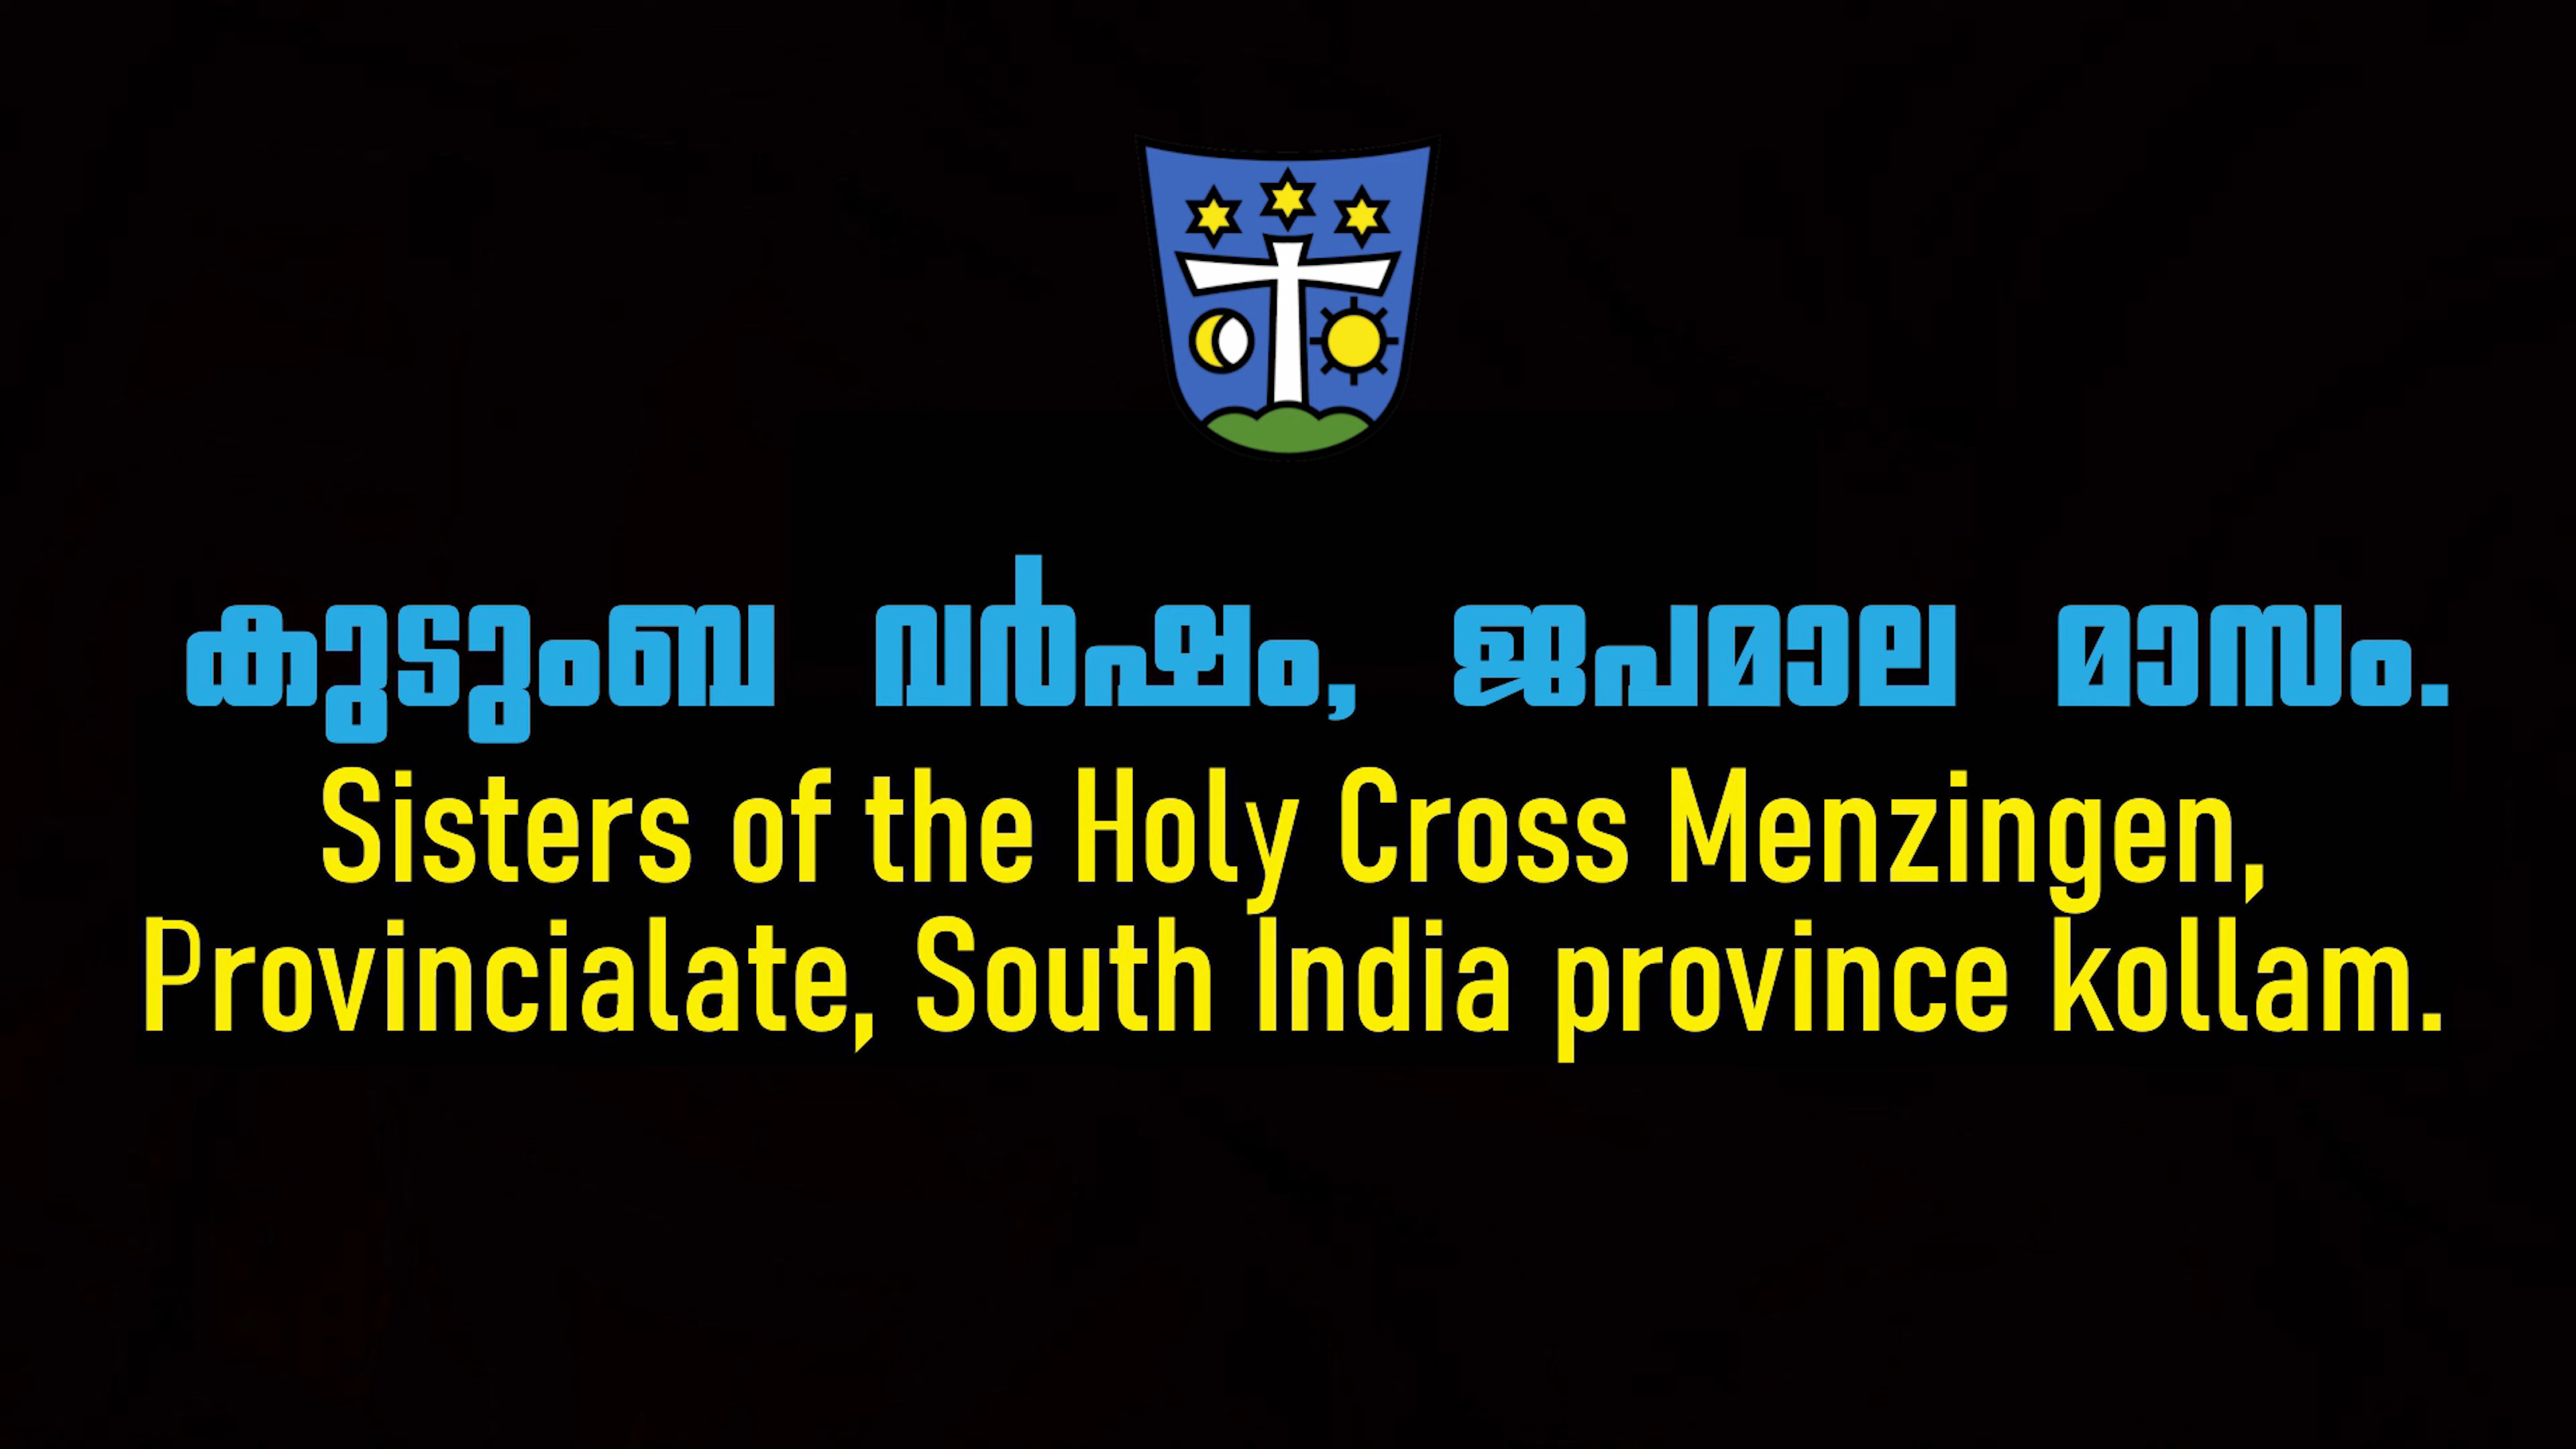 കുടുംബ വർഷം, ജപമാല മാസം.
Sisters of the Holy Cross Menzingen,
Provincialate, South India province kollam.